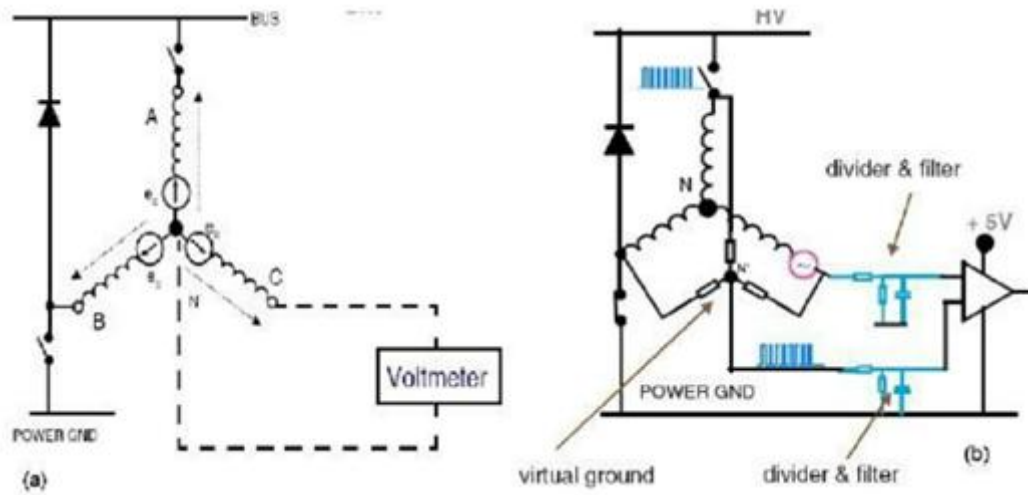 BUS
A
B
C
N
Voltmeter
POWER GND
(a)
HV
N
divider & filter
+ 5V
N'
POWER GND
virtual ground
divider & filter
(b)